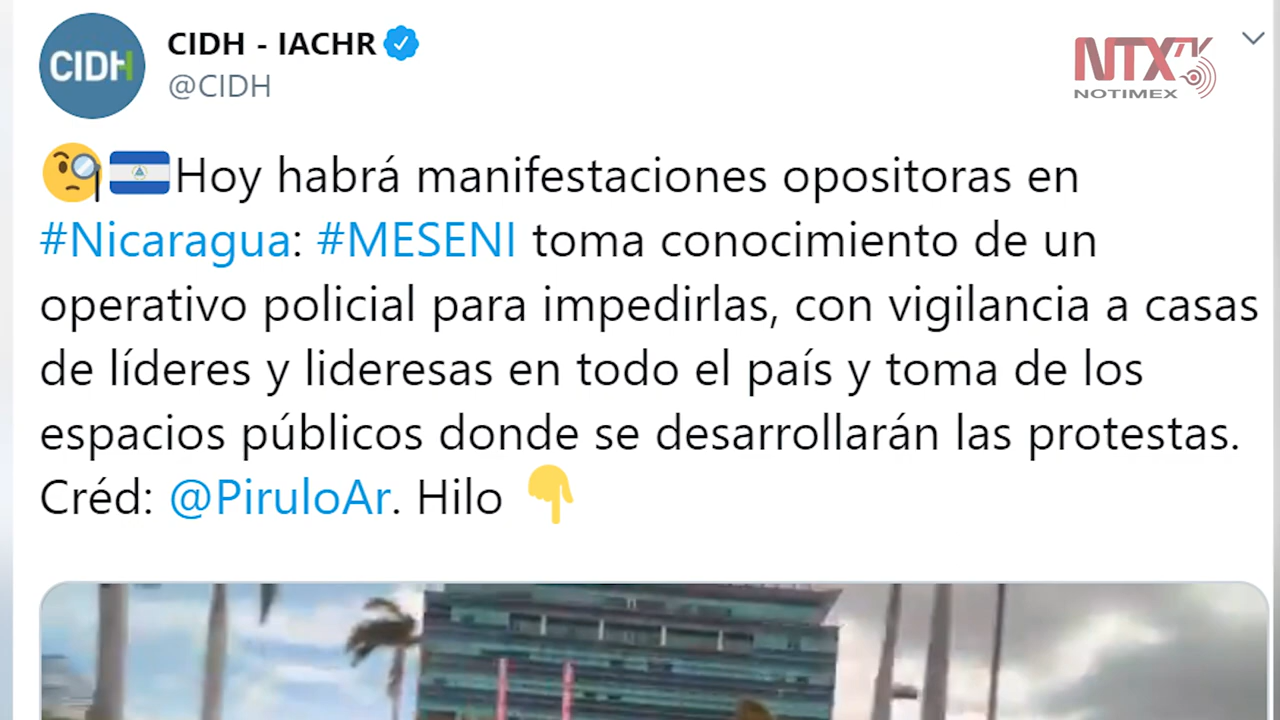 CIDH
CIDH - IACHR
@CIDH
NTX
NOTIMEX
Hoy habrá manifestaciones opositoras en
#Nicaragua: #MESENI toma conocimiento de un
operativo policial para impedirlas, con vigilancia a casas
de líderes y lideresas en todo el país y toma de los
espacios públicos donde se desarrollarán las protestas.
Créd: @PiruloAr. Hilo